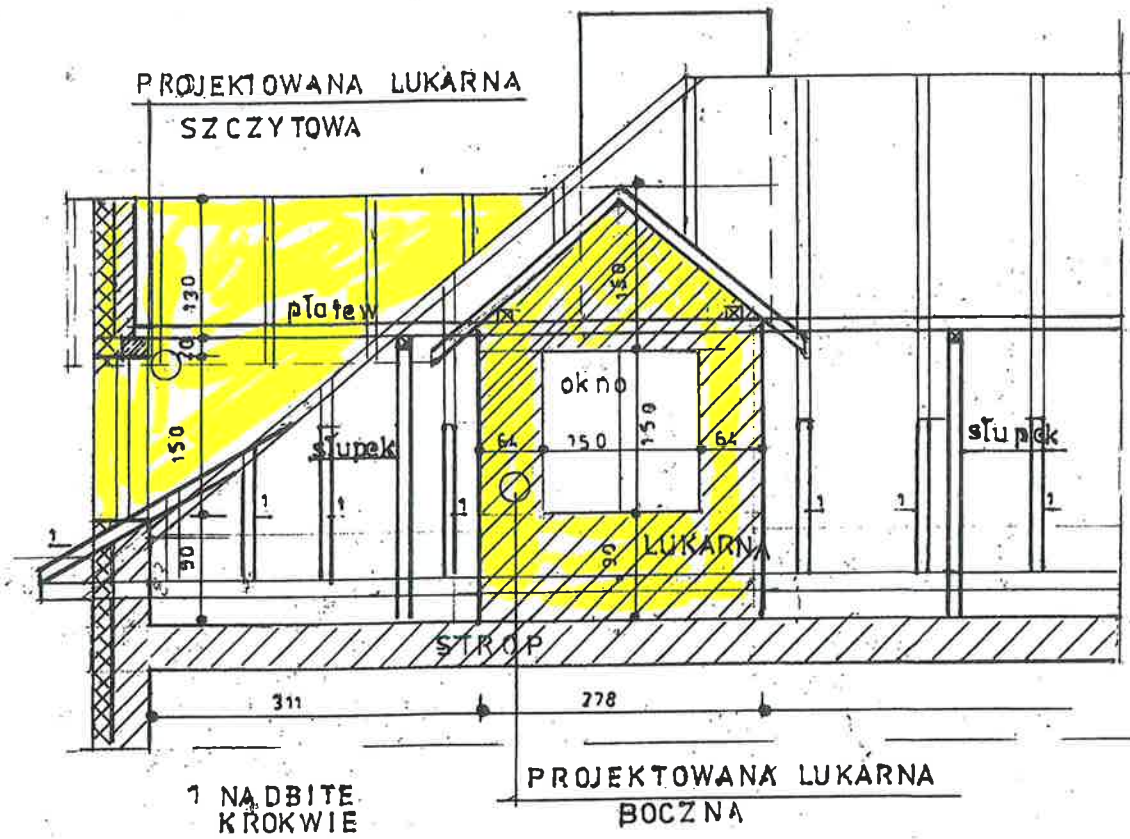 PROJEKTOWANA LUKARNA
SZCZYTOWA
130
płatew
20
150
okno
150
słupek
64 150 64
150
słupek
1 1 1 1 1 1 1
90
90
LUKARNA
STROP
311 278
PROJEKTOWANA LUKARNA
BOCZNA
1 NADBITE
KROKWIE